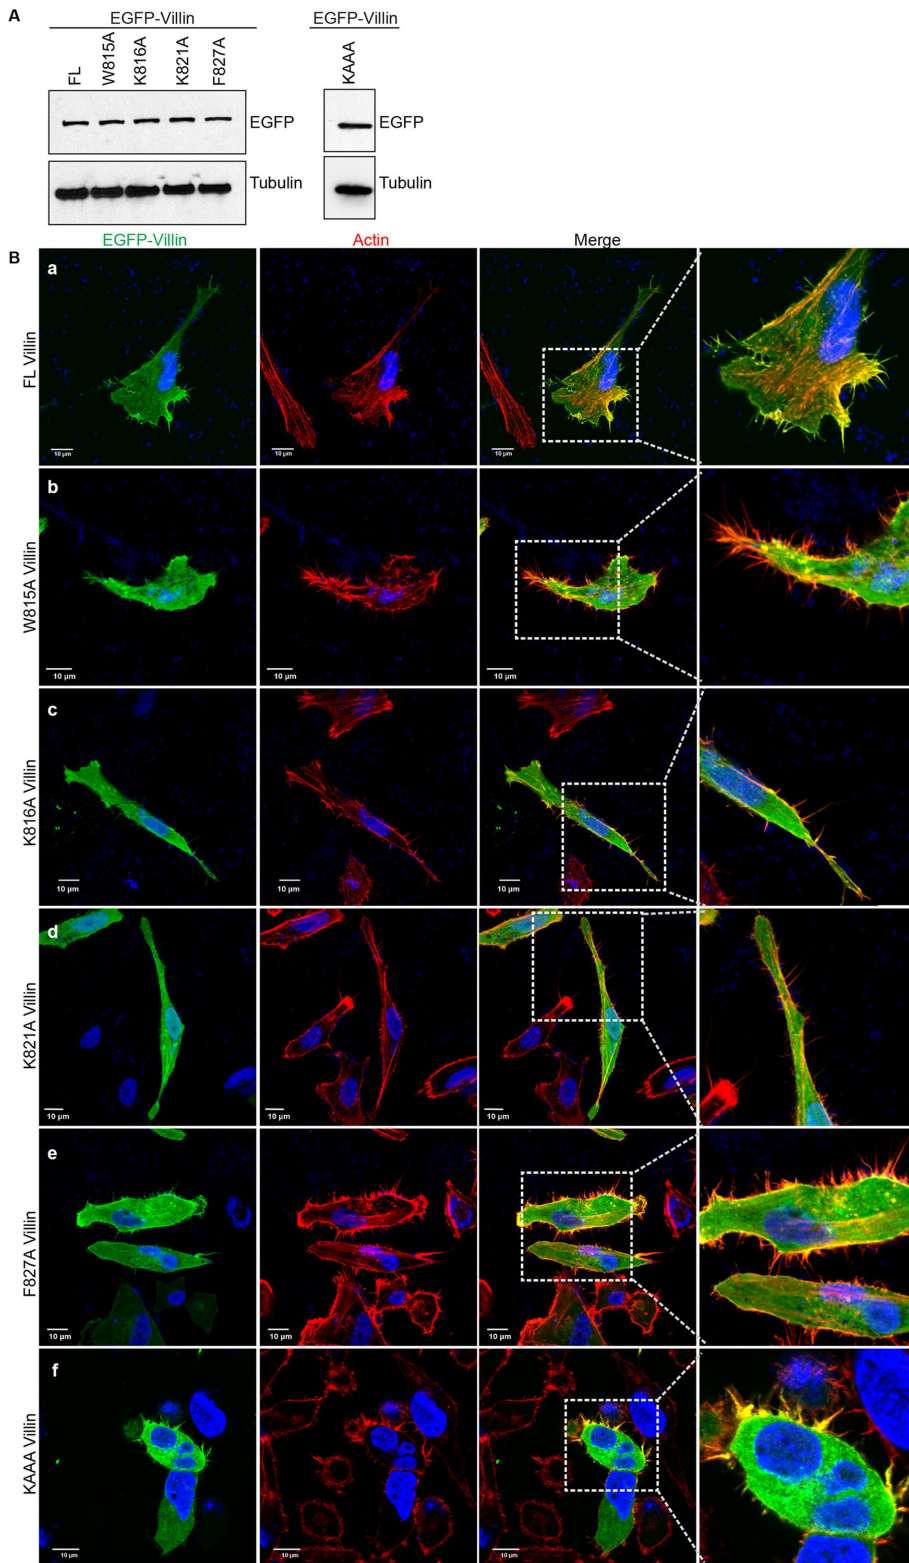 A
EGFP-Villin
EGFP-Villin
FL
W815A
K816A
K821A
F827A
KAAA
EGFP
EGFP
Tubulin
Tubulin
EGFP-Villin
Actin
Merge
B
a
FL Villin
10 µm
10 µm
10 µm
b
W815A Villin
10 µm
10 µm
10 µm
c
K816A Villin
10 µm
10 µm
10 µm
d
K821A Villin
10 µm
10 µm
10 µm
e
F827A Villin
10 µm
10 µm
10 µm
f
KAAA Villin
10 µm
10 µm
10 µm